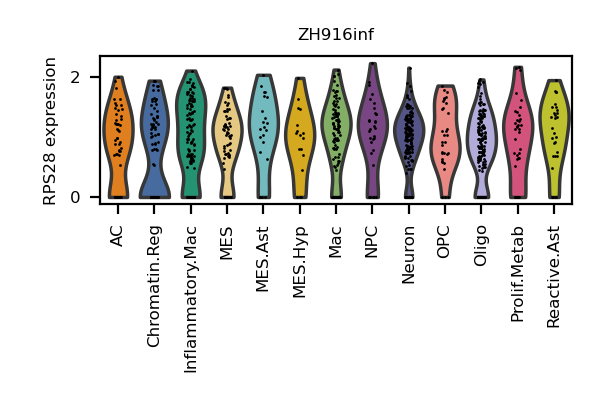 ZH916inf
RPS28 expression
2
0
AC
Chromatin.Reg
Inflammatory.Mac
MES
MES.Ast
MES.Hyp
Mac
NPC
Neuron
OPC
Oligo
Prolif.Metab
Reactive.Ast